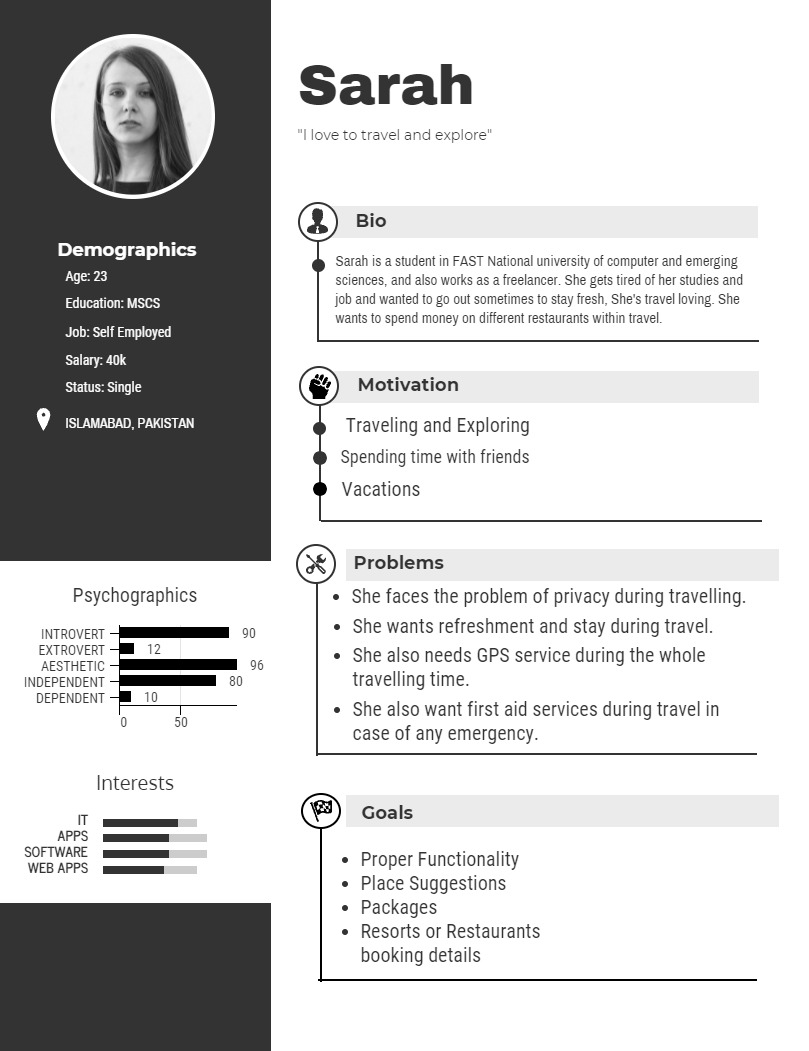 Sarah
"I love to travel and explore"
Demographics
Age: 23
Education: MSCS
Job: Self Employed
Salary: 40k
Status: Single
ISLAMABAD, PAKISTAN
Psychographics
INTROVERT 90
EXTROVERT 12
AESTHETIC 96
INDEPENDENT 80
DEPENDENT 10
0 50
Interests
IT
APPS
SOFTWARE
WEB APPS
Bio
Sarah is a student in FAST National university of computer and emerging
sciences, and also works as a freelancer. She gets tired of her studies and
job and wanted to go out sometimes to stay fresh, She's travel loving. She
wants to spend money on different restaurants within travel.
Motivation
Traveling and Exploring
Spending time with friends
Vacations
Problems
• She faces the problem of privacy during travelling.
• She wants refreshment and stay during travel.
• She also needs GPS service during the whole
travelling time.
• She also want first aid services during travel in
case of any emergency.
Goals
• Proper Functionality
• Place Suggestions
• Packages
• Resorts or Restaurants
booking details